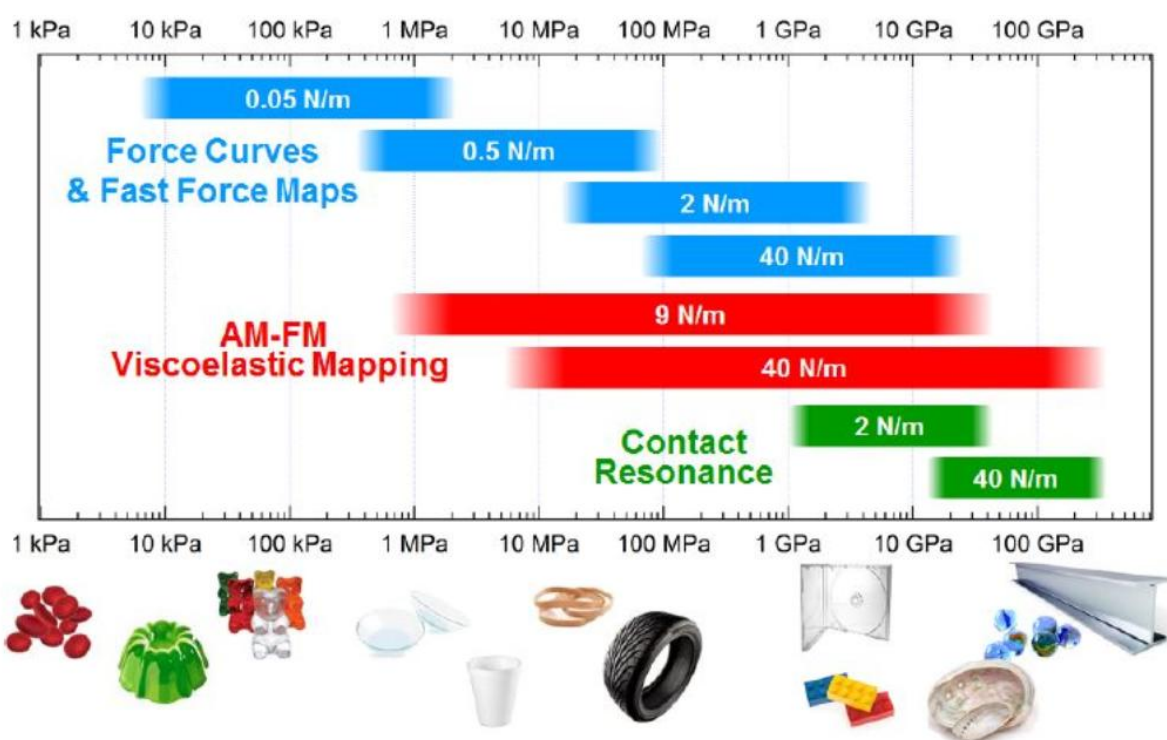 1 kPa 10 kPa 100 kPa 1 MPa 10 MPa 100 MPa 1 GPa 10 GPa 100 GPa
0.05 N/m
Force Curves
& Fast Force Maps
0.5 N/m
2 N/m
40 N/m
AM-FM
Viscoelastic Mapping
9 N/m
40 N/m
Contact
Resonance
2 N/m
40 N/m
1 kPa 10 kPa 100 kPa 1 MPa 10 MPa 100 MPa 1 GPa 10 GPa 100 GPa